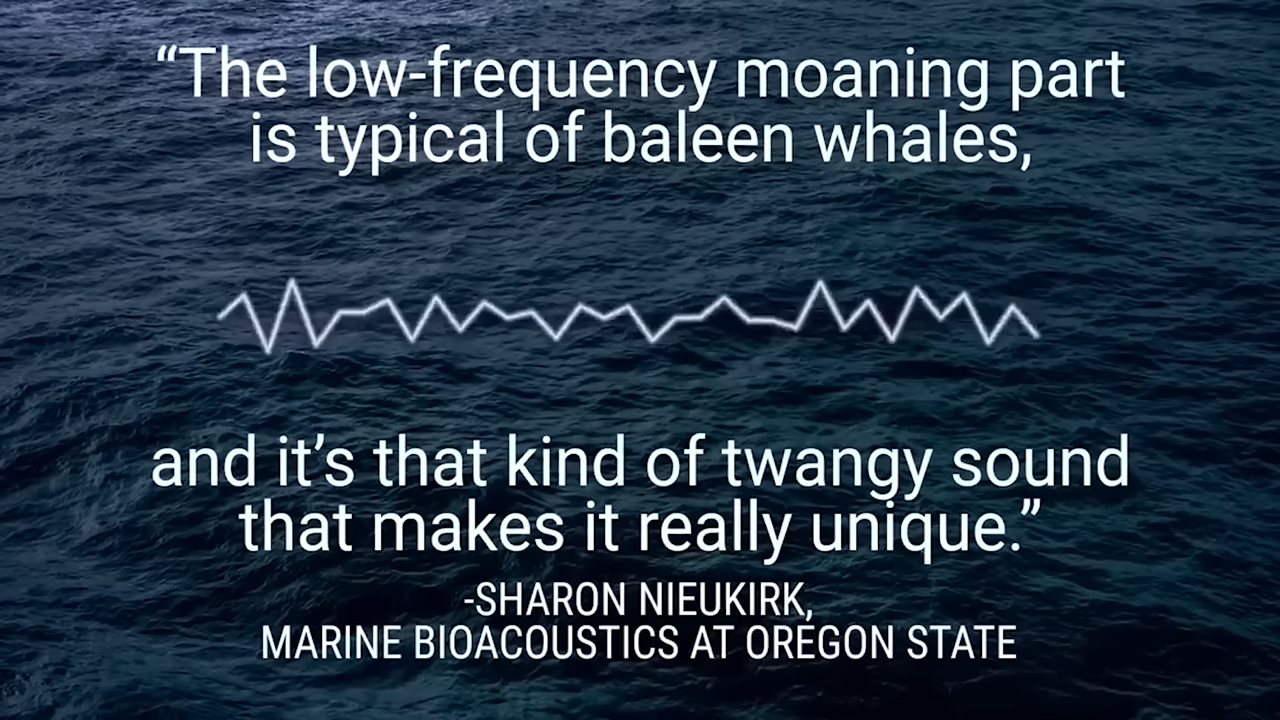 “The low-frequency moaning part
is typical of baleen whales,
and it’s that kind of twangy sound
that makes it really unique.”
-SHARON NIEUKIRK,
MARINE BIOACOUSTICS AT OREGON STATE